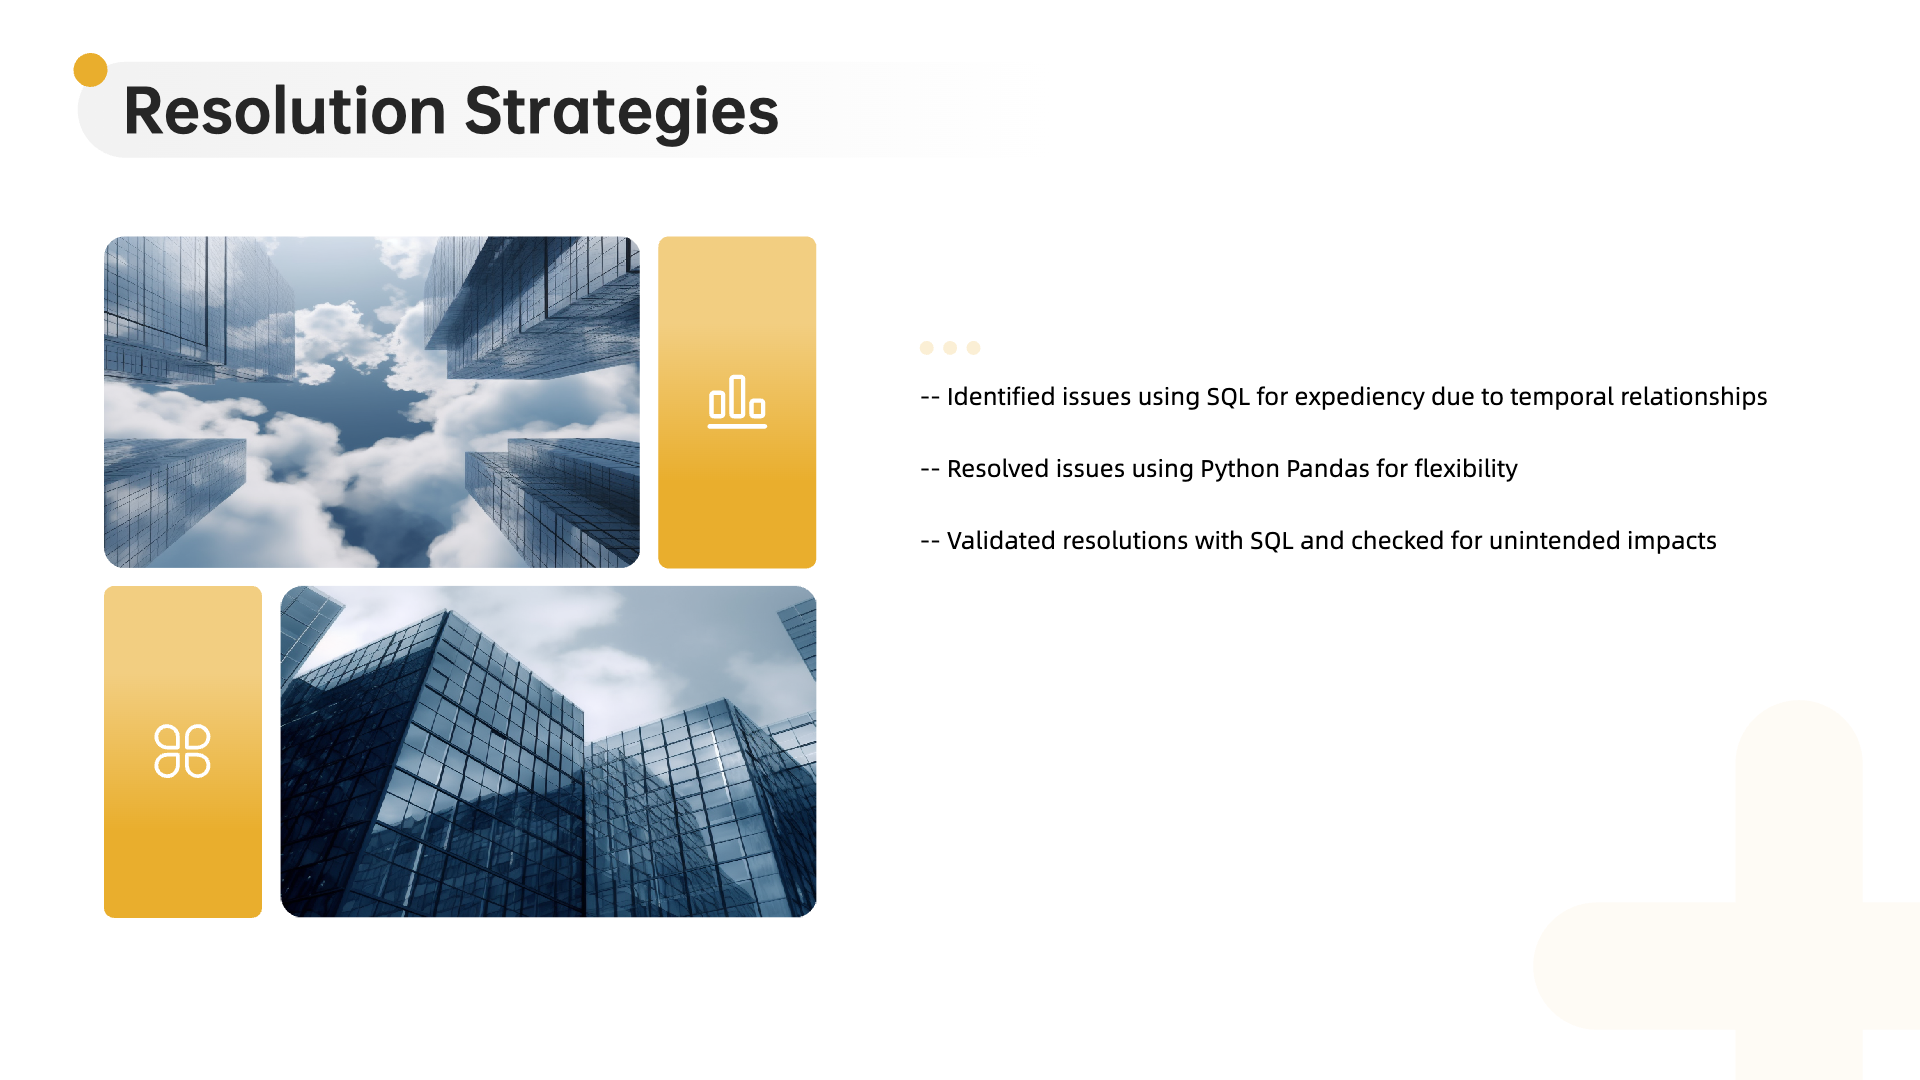 Resolution Strategies
-- Identified issues using SQL for expediency due to temporal relationships
-- Resolved issues using Python Pandas for flexibility
-- Validated resolutions with SQL and checked for unintended impacts